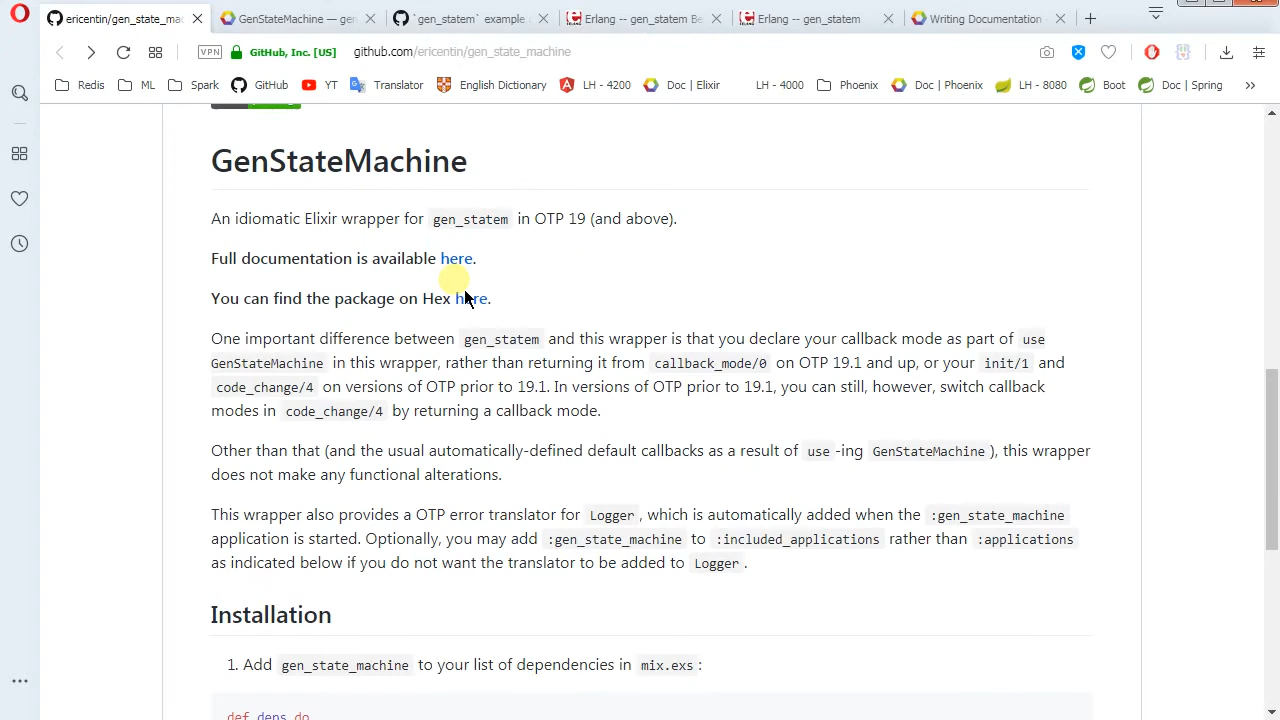 ericentin/gen_state_ma
GenStateMachine — gen
`gen_statem` example
Erlang -- gen_statem Be
Erlang -- gen_statem
Writing Documentation
VPN
GitHub, Inc. [US]
github.com/ericentin/gen_state_machine
Redis
ML
Spark
GitHub
YT
Translator
English Dictionary
LH - 4200
Doc | Elixir
LH - 4000
Phoenix
Doc | Phoenix
LH - 8080
Boot
Doc | Spring
»
GenStateMachine
An idiomatic Elixir wrapper for gen_statem in OTP 19 (and above).
Full documentation is available here.
You can find the package on Hex here.
One important difference between gen_statem and this wrapper is that you declare your callback mode as part of use
GenStateMachine in this wrapper, rather than returning it from callback_mode/0 on OTP 19.1 and up, or your init/1 and
code_change/4 on versions of OTP prior to 19.1. In versions of OTP prior to 19.1, you can still, however, switch callback
modes in code_change/4 by returning a callback mode.
Other than that (and the usual automatically-defined default callbacks as a result of use -ing GenStateMachine ), this wrapper
does not make any functional alterations.
This wrapper also provides a OTP error translator for Logger , which is automatically added when the :gen_state_machine
application is started. Optionally, you may add :gen_state_machine to :included_applications rather than :applications
as indicated below if you do not want the translator to be added to Logger .
Installation
1. Add gen_state_machine to your list of dependencies in mix.exs :
def deps do